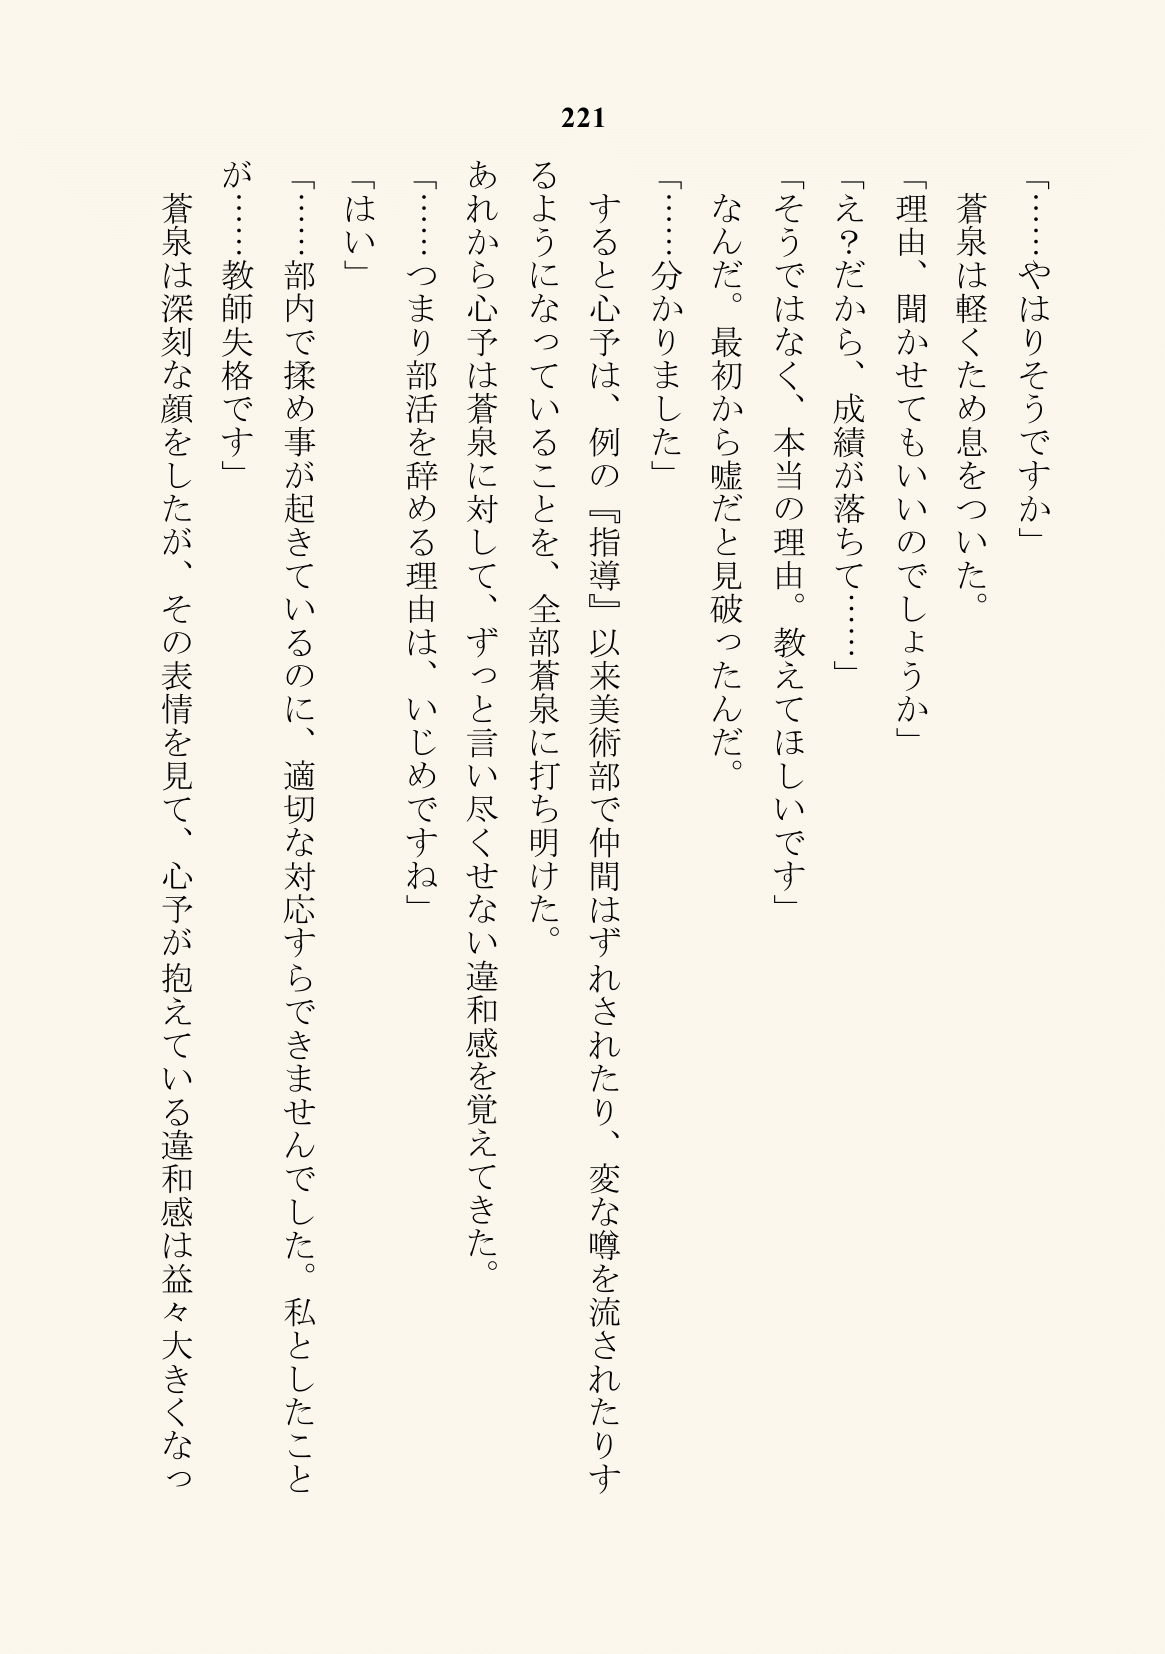 221
「……やはりそうですか」
　蒼泉は軽くため息をついた。
「理由、聞かせてもいいのでしょうか」
「え？だから、成績が落ちて……」
「そうではなく、本当の理由。教えてほしいです」
　なんだ。最初から嘘だと見破ったんだ。
「……分かりました」
　すると心予は、例の『指導』以来美術部で仲間はずれされたり、変な噂を流されたりす
るようになっていることを、全部蒼泉に打ち明けた。
あれから心予は蒼泉に対して、ずっと言い尽くせない違和感を覚えてきた。
「……つまり部活を辞める理由は、いじめですね」
「はい」
「……部内で揉め事が起きているのに、適切な対応すらできませんでした。私としたこと
が……教師失格です」
　蒼泉は深刻な顔をしたが、その表情を見て、心予が抱えている違和感は益々大きくなっ